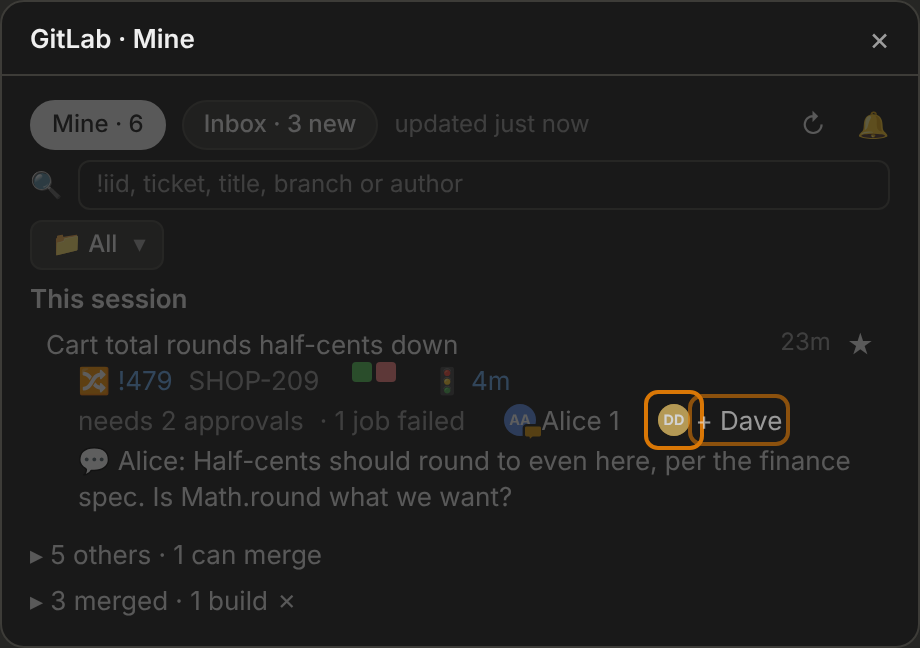 GitLab · Mine ×
Mine · 6 Inbox · 3 new updated just now
!iid, ticket, title, branch or author
All ▾
This session
Cart total rounds half-cents down 23m ★
!479 SHOP-209 4m
needs 2 approvals · 1 job failed AA Alice 1 DD + Dave
Alice: Half-cents should round to even here, per the finance
spec. Is Math.round what we want?
▸ 5 others · 1 can merge
▸ 3 merged · 1 build ×